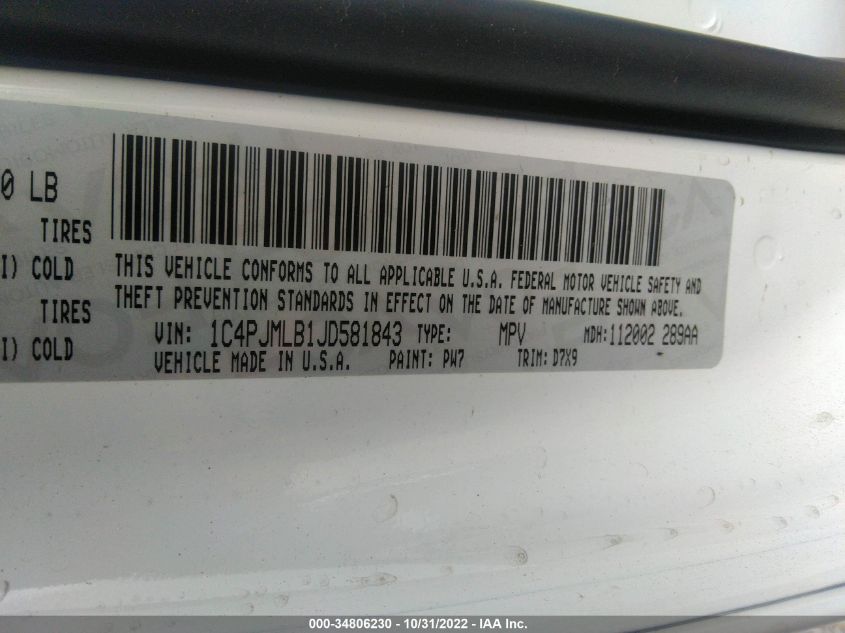 0 LB
TIRES
I) COLD
TIRES
I) COLD
THIS VEHICLE CONFORMS TO ALL APPLICABLE U.S.A. FEDERAL MOTOR VEHICLE SAFETY AND
THEFT PREVENTION STANDARDS IN EFFECT ON THE DATE OF MANUFACTURE SHOWN ABOVE.
VIN: 1C4PJMLB1JD581843 TYPE: MPV MDH:112002 289AA
VEHICLE MADE IN U.S.A. PAINT: PW7 TRIM: D7X9
000-34806230 - 10/31/2022 - IAA Inc.